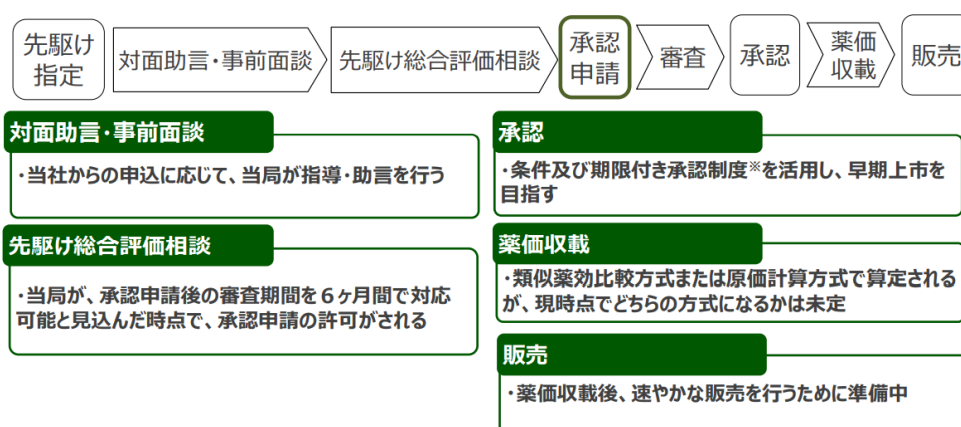 先駆け
指定
対面助言・事前面談
先駆け総合評価相談
承認
申請
審査
承認
薬価
収載
販売
対面助言・事前面談
・当社からの申込に応じて、当局が指導・助言を行う
先駆け総合評価相談
・当局が、承認申請後の審査期間を6ヶ月間で対応
可能と見込んだ時点で、承認申請の許可がされる
承認
・条件及び期限付き承認制度※を活用し、早期上市を
目指す
薬価収載
・類似薬効比較方式または原価計算方式で算定される
が、現時点でどちらの方式になるかは未定
販売
・薬価収載後、速やかな販売を行うために準備中